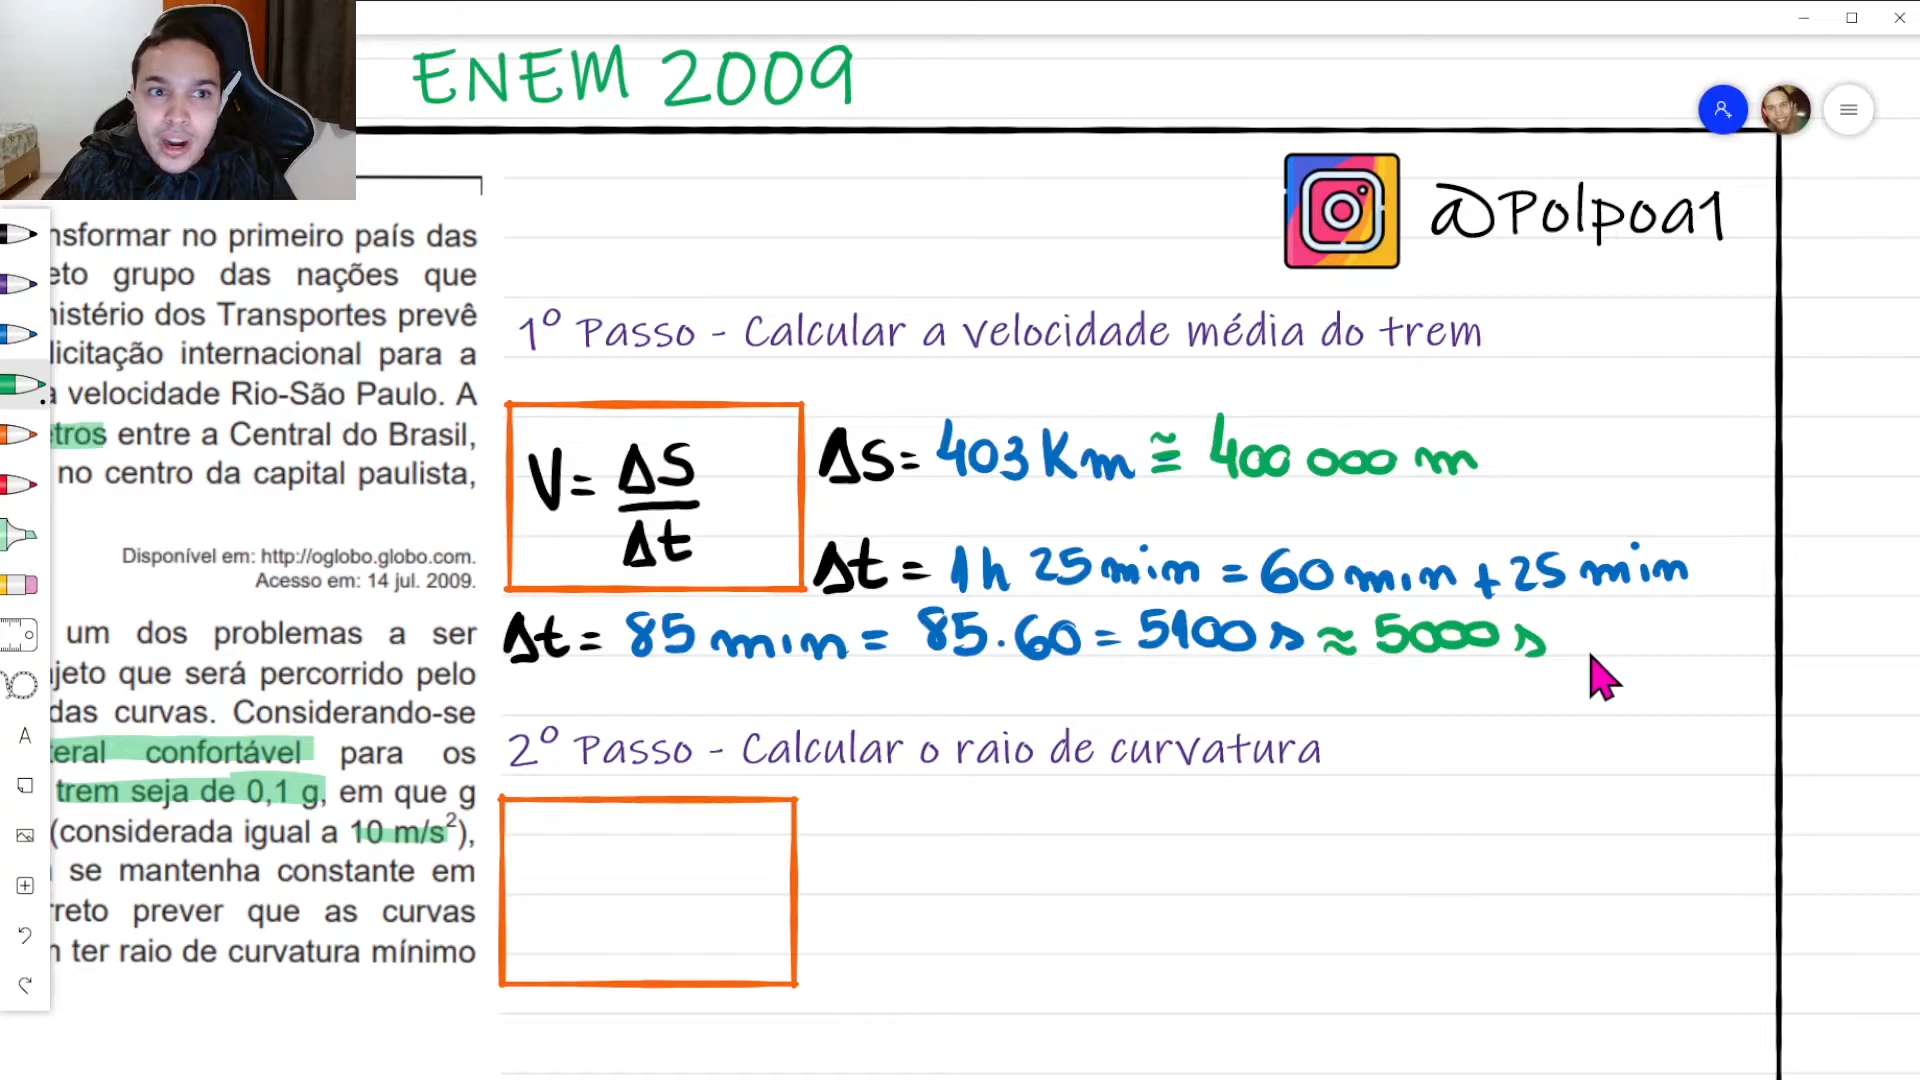 ENEM 2009
@Polpoa1
nsformar no primeiro país das
eto grupo das nações que
nistério dos Transportes prevê
licitação internacional para a
a velocidade Rio-São Paulo. A
etros entre a Central do Brasil,
no centro da capital paulista,
Disponível em: http://oglobo.globo.com.
Acesso em: 14 jul. 2009.
um dos problemas a ser
ajeto que será percorrido pelo
das curvas. Considerando-se
teral confortável para os
trem seja de 0,1 g, em que g
(considerada igual a 10 m/s²),
se mantenha constante em
rreto prever que as curvas
m ter raio de curvatura mínimo
1º Passo - Calcular a velocidade média do trem
V = ΔS / Δt
ΔS = 403 Km ≅ 400 000 m
Δt = 1h 25 min = 60 min + 25 min
Δt = 85 min = 85.60 = 5100 s ≈ 5000 s
2º Passo - Calcular o raio de curvatura
A